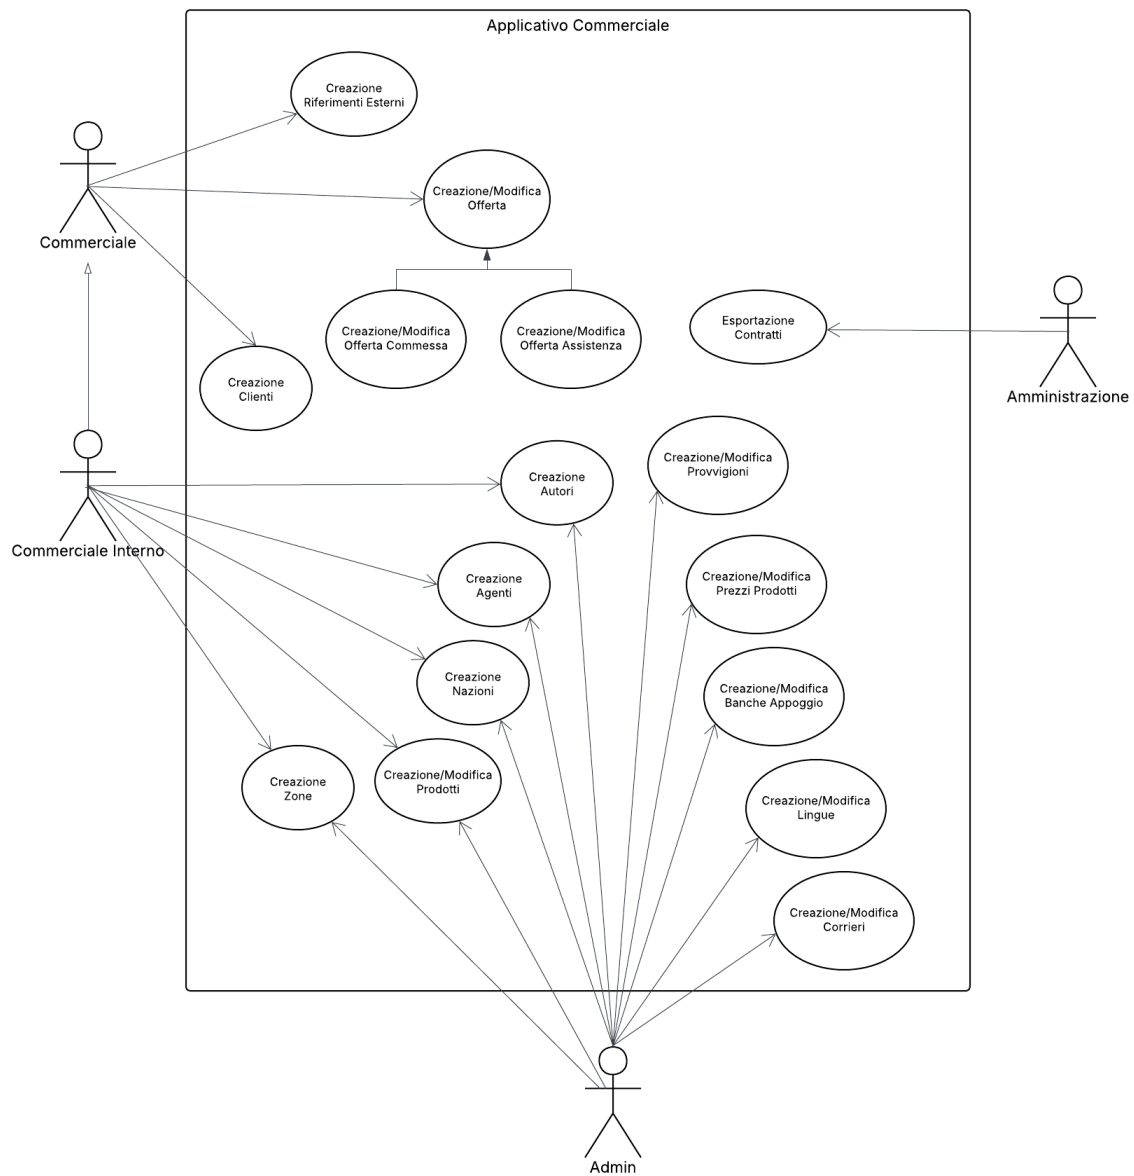 Applicativo Commerciale
Creazione
Riferimenti Esterni
Creazione/Modifica
Offerta
Commerciale
Creazione/Modifica
Offerta Commessa
Creazione/Modifica
Offerta Assistenza
Esportazione
Contratti
Creazione
Clienti
Amministrazione
Creazione
Autori
Creazione/Modifica
Provvigioni
Commerciale Interno
Creazione
Agenti
Creazione/Modifica
Prezzi Prodotti
Creazione
Nazioni
Creazione/Modifica
Banche Appoggio
Creazione
Zone
Creazione/Modifica
Prodotti
Creazione/Modifica
Lingue
Creazione/Modifica
Corrieri
Admin